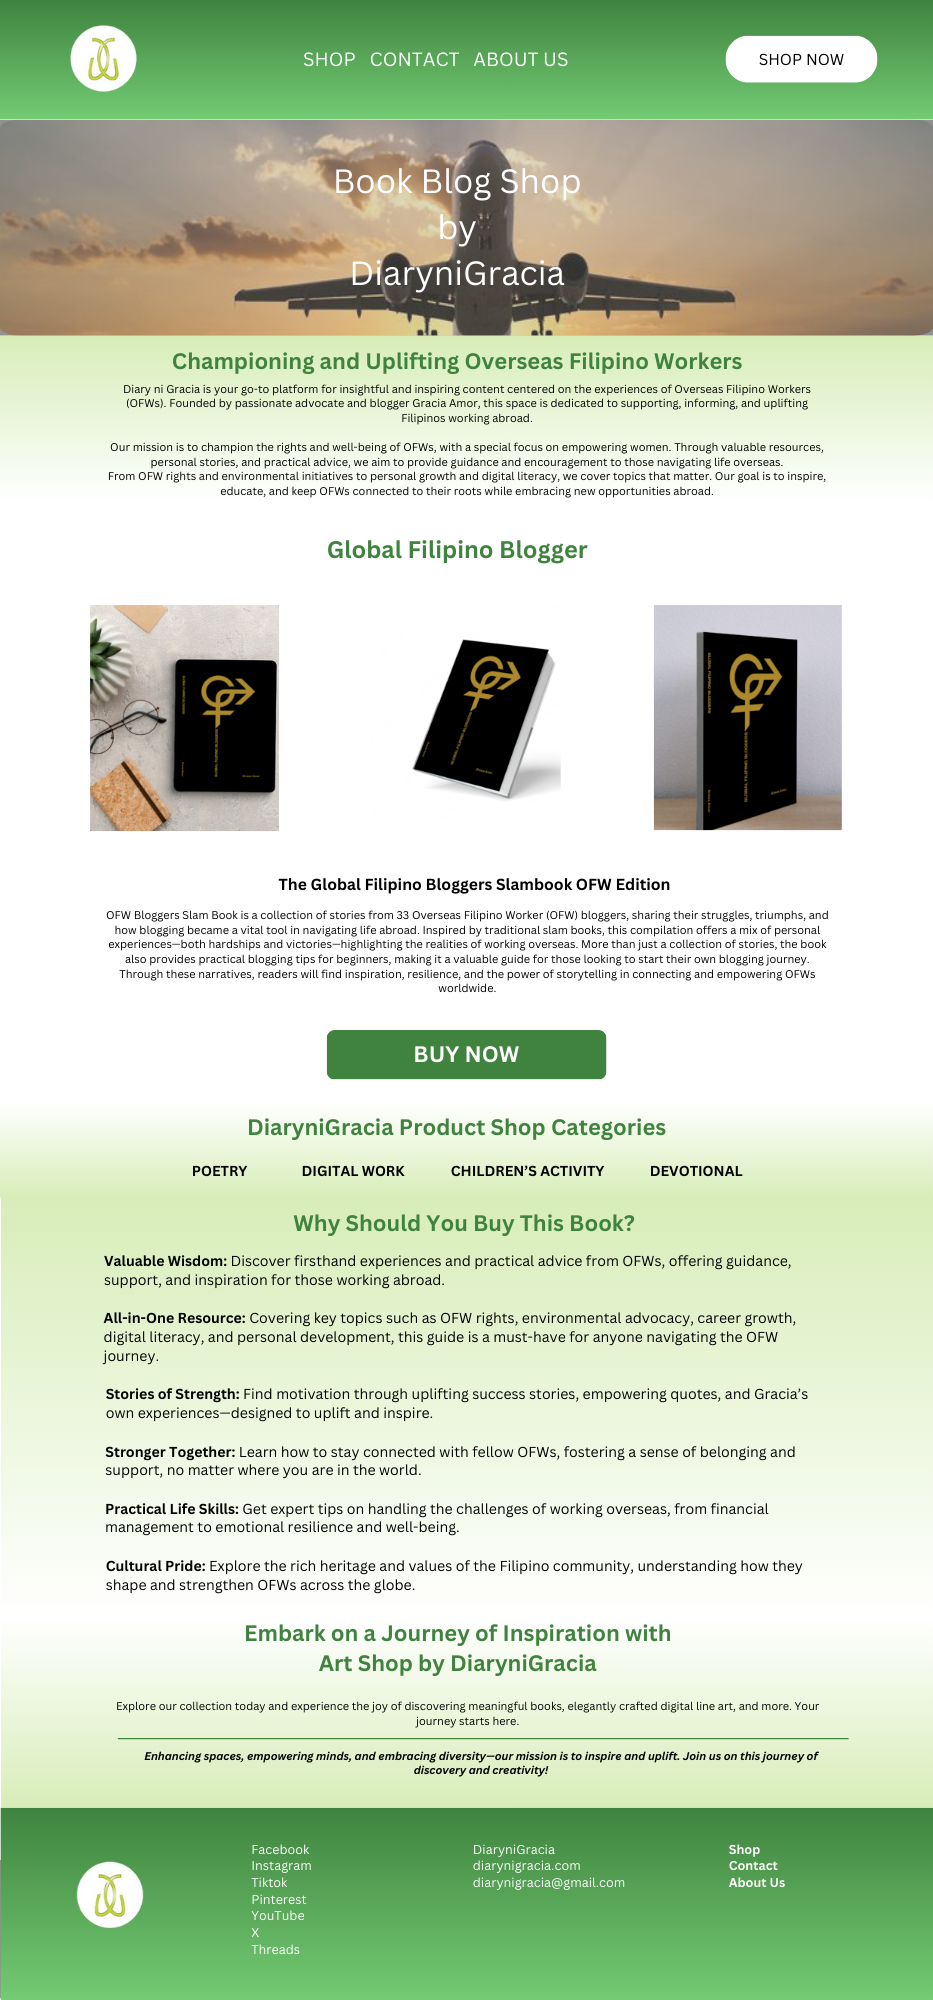 SHOP CONTACT ABOUT US
SHOP NOW
Book Blog Shop
by
DiaryniGracia
Championing and Uplifting Overseas Filipino Workers
Diary ni Gracia is your go-to platform for insightful and inspiring content centered on the experiences of Overseas Filipino Workers
(OFWs). Founded by passionate advocate and blogger Gracia Amor, this space is dedicated to supporting, informing, and uplifting
Filipinos working abroad.
Our mission is to champion the rights and well-being of OFWs, with a special focus on empowering women. Through valuable resources,
personal stories, and practical advice, we aim to provide guidance and encouragement to those navigating life overseas.
From OFW rights and environmental initiatives to personal growth and digital literacy, we cover topics that matter. Our goal is to inspire,
educate, and keep OFWs connected to their roots while embracing new opportunities abroad.
Global Filipino Blogger
GLOBAL FILIPINO BLOGGERS
GLOBAL FILIPINO BLOGGERS
GLOBAL FILIPINO BLOGGERS
GLOBAL FILIPINO BLOGGERS
The Global Filipino Bloggers Slambook OFW Edition
OFW Bloggers Slam Book is a collection of stories from 33 Overseas Filipino Worker (OFW) bloggers, sharing their struggles, triumphs, and
how blogging became a vital tool in navigating life abroad. Inspired by traditional slam books, this compilation offers a mix of personal
experiences—both hardships and victories—highlighting the realities of working overseas. More than just a collection of stories, the book
also provides practical blogging tips for beginners, making it a valuable guide for those looking to start their own blogging journey.
Through these narratives, readers will find inspiration, resilience, and the power of storytelling in connecting and empowering OFWs
worldwide.
BUY NOW
DiaryniGracia Product Shop Categories
POETRY DIGITAL WORK CHILDREN’S ACTIVITY DEVOTIONAL
Why Should You Buy This Book?
Valuable Wisdom: Discover firsthand experiences and practical advice from OFWs, offering guidance,
support, and inspiration for those working abroad.
All-in-One Resource: Covering key topics such as OFW rights, environmental advocacy, career growth,
digital literacy, and personal development, this guide is a must-have for anyone navigating the OFW
journey.
Stories of Strength: Find motivation through uplifting success stories, empowering quotes, and Gracia’s
own experiences—designed to uplift and inspire.
Stronger Together: Learn how to stay connected with fellow OFWs, fostering a sense of belonging and
support, no matter where you are in the world.
Practical Life Skills: Get expert tips on handling the challenges of working overseas, from financial
management to emotional resilience and well-being.
Cultural Pride: Explore the rich heritage and values of the Filipino community, understanding how they
shape and strengthen OFWs across the globe.
Embark on a Journey of Inspiration with
Art Shop by DiaryniGracia
Explore our collection today and experience the joy of discovering meaningful books, elegantly crafted digital line art, and more. Your
journey starts here.
Enhancing spaces, empowering minds, and embracing diversity—our mission is to inspire and uplift. Join us on this journey of
discovery and creativity!
Facebook
Instagram
Tiktok
Pinterest
YouTube
X
Threads
DiaryniGracia
diarynigracia.com
diarynigracia@gmail.com
Shop
Contact
About Us